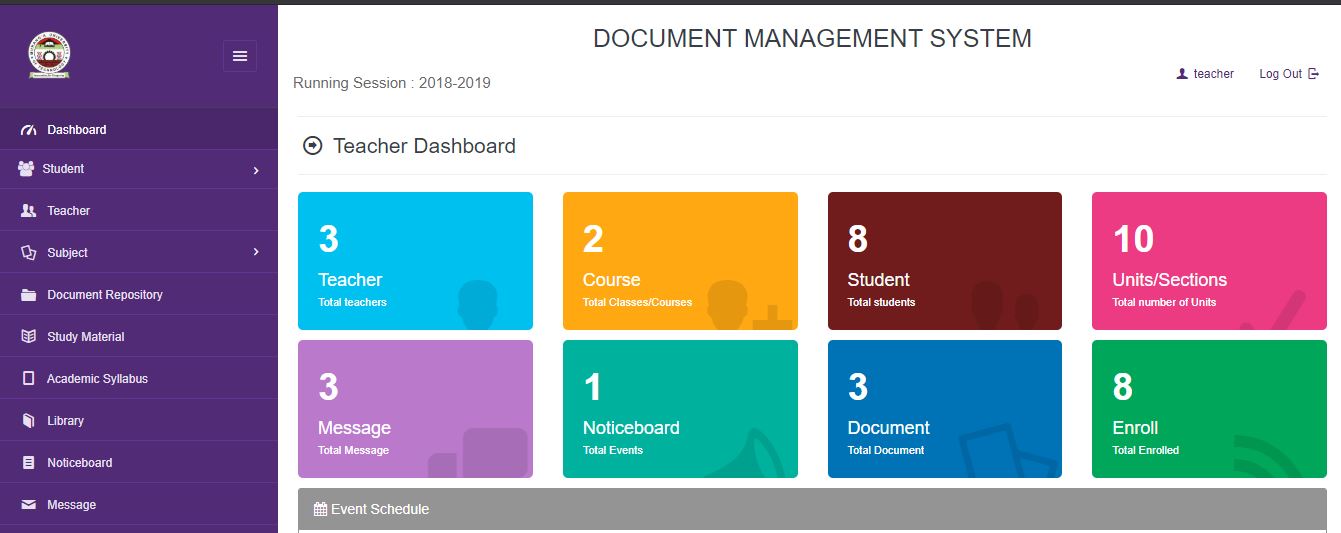 DOCUMENT MANAGEMENT SYSTEM
Running Session : 2018-2019
teacher
Log Out
Dashboard
Student
Teacher
Subject
Document Repository
Study Material
Academic Syllabus
Library
Noticeboard
Message
Teacher Dashboard
3
Teacher
Total teachers
2
Course
Total Classes/Courses
8
Student
Total students
10
Units/Sections
Total number of Units
3
Message
Total Message
1
Noticeboard
Total Events
3
Document
Total Document
8
Enroll
Total Enrolled
Event Schedule